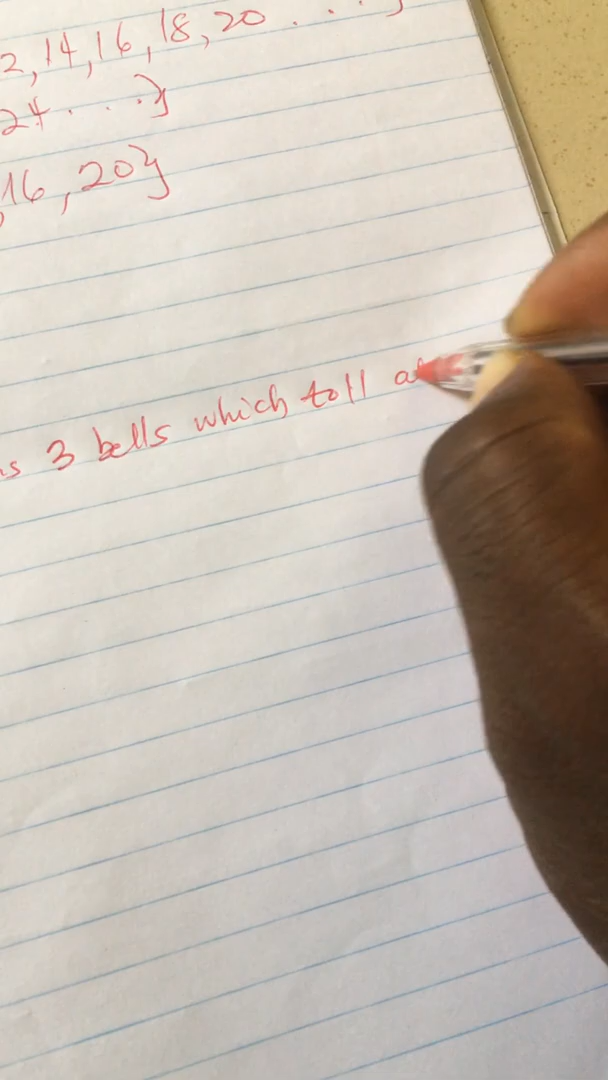 2,14,16,18,20 . . . }
24 . . . }
,16,20}
s 3 bells which toll a